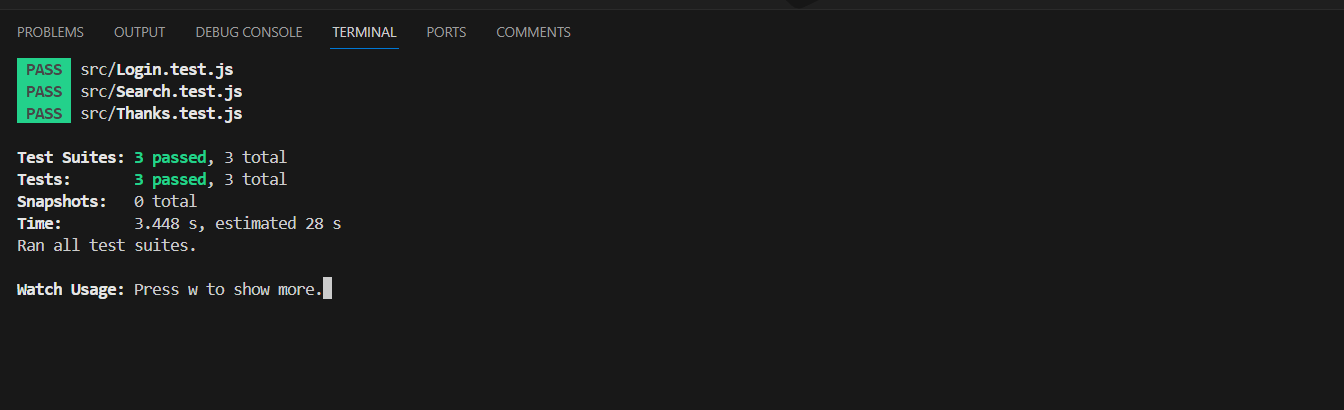 PROBLEMS OUTPUT DEBUG CONSOLE TERMINAL PORTS COMMENTS
PASS src/Login.test.js
PASS src/Search.test.js
PASS src/Thanks.test.js
Test Suites: 3 passed, 3 total
Tests: 3 passed, 3 total
Snapshots: 0 total
Time: 3.448 s, estimated 28 s
Ran all test suites.
Watch Usage: Press w to show more.